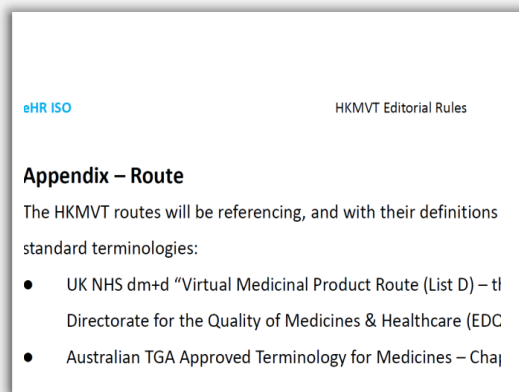 eHR ISO
HKMVT Editorial Rules
Appendix – Route
The HKMVT routes will be referencing, and with their definitions
standard terminologies:
● UK NHS dm+d “Virtual Medicinal Product Route (List D) –
Directorate for the Quality of Medicines & Healthcare
● Australian TGA Approved Terminology for Medicines –